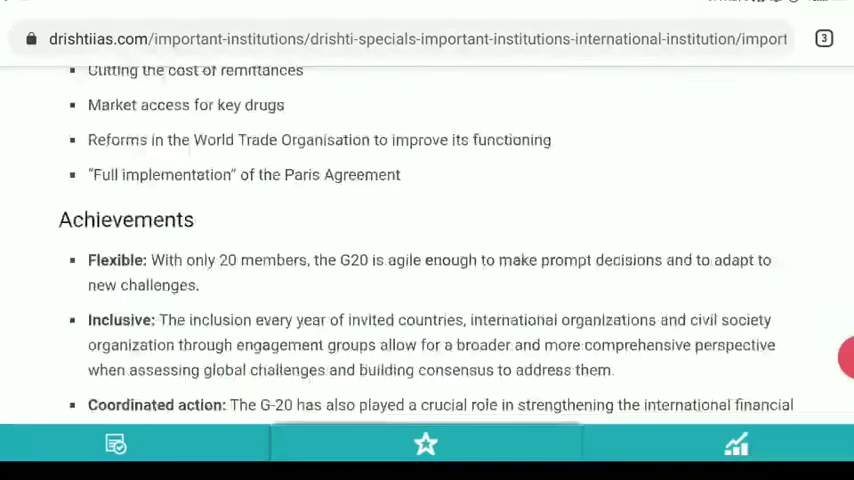 drishtiias.com/important-institutions/drishti-specials-important-institutions-international-institution/import
3
Cutting the cost of remittances
Market access for key drugs
Reforms in the World Trade Organisation to improve its functioning
“Full implementation” of the Paris Agreement
Achievements
Flexible: With only 20 members, the G20 is agile enough to make prompt decisions and to adapt to
new challenges.
Inclusive: The inclusion every year of invited countries, international organizations and civil society
organization through engagement groups allow for a broader and more comprehensive perspective
when assessing global challenges and building consensus to address them.
Coordinated action: The G-20 has also played a crucial role in strengthening the international financial